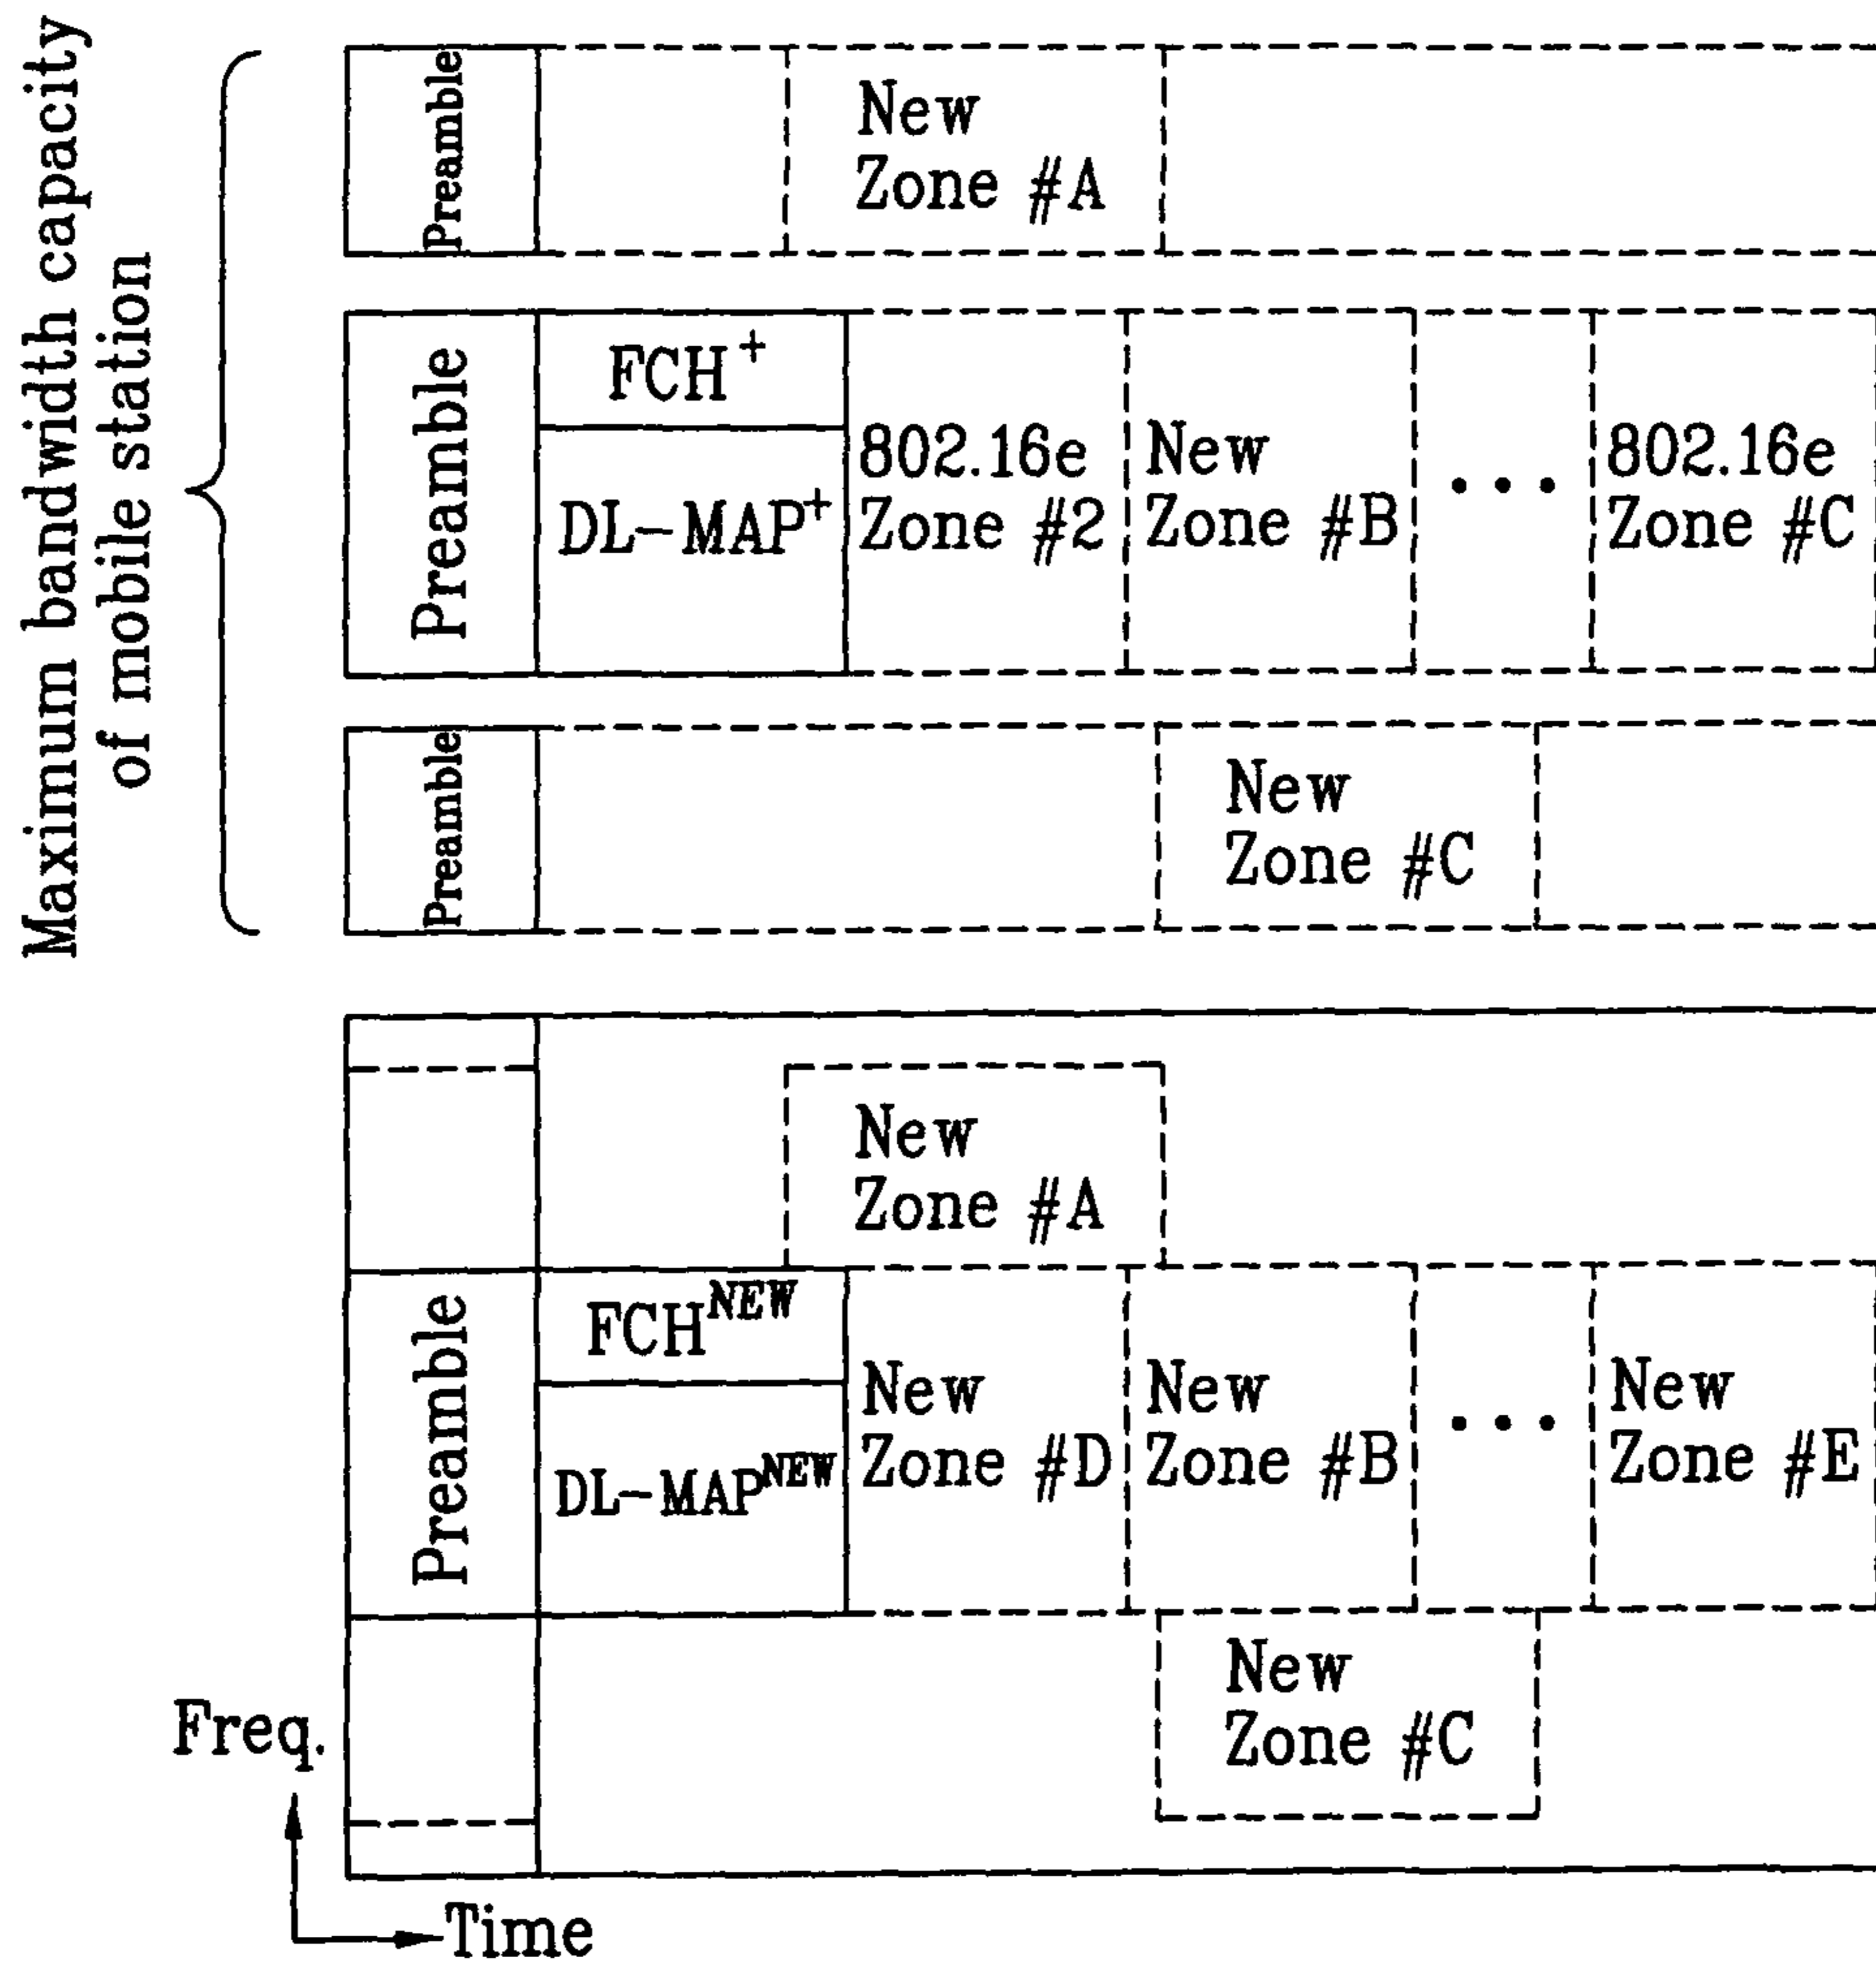 Maximum bandwidth capacity
of mobile station
Preamble
New
Zone #A
Preamble
FCH+
DL-MAP+
802.16e
Zone #2
New
Zone #B
•••
802.16e
Zone #C
Preamble
New
Zone #C
New
Zone #A
Preamble
FCHNEW
DL-MAPNEW
New
Zone #D
New
Zone #B
•••
New
Zone #E
New
Zone #C
Freq.
Time